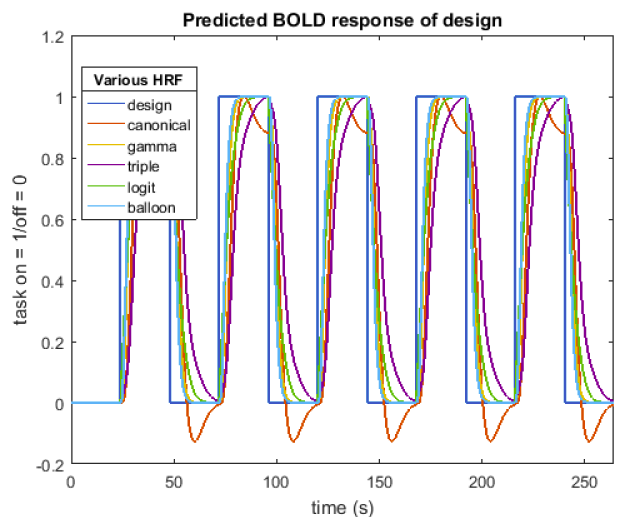 Predicted BOLD response of design
1.2
1
0.8
0.6
0.4
0.2
0
-0.2
task on = 1/off = 0
Various HRF
design
canonical
gamma
triple
logit
balloon
0 50 100 150 200 250
time (s)